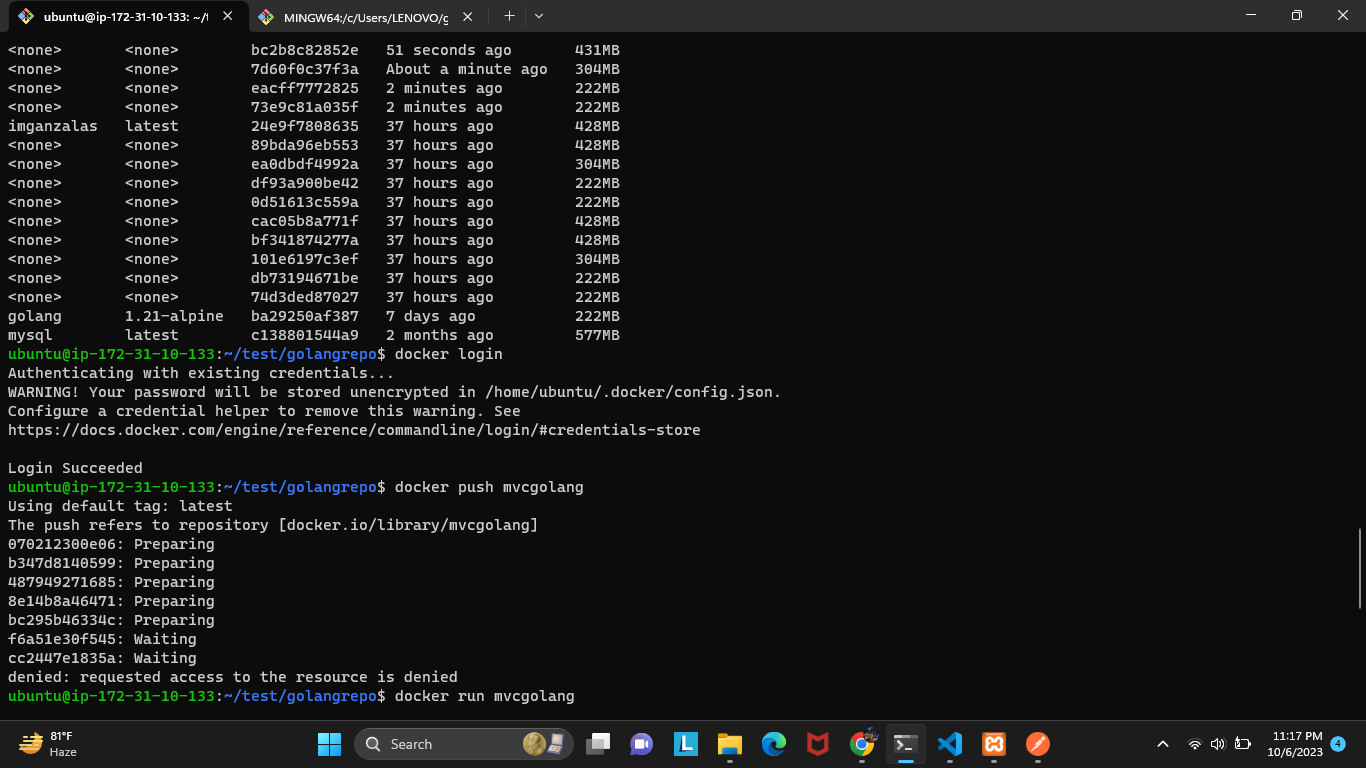 ubuntu@ip-172-31-10-133: ~/t
MINGW64:/c/Users/LENOVO/g
<none> <none> bc2b8c82852e 51 seconds ago 431MB
<none> <none> 7d60f0c37f3a About a minute ago 304MB
<none> <none> eacff7772825 2 minutes ago 222MB
<none> <none> 73e9c81a035f 2 minutes ago 222MB
imganzalas latest 24e9f7808635 37 hours ago 428MB
<none> <none> 89bda96eb553 37 hours ago 428MB
<none> <none> ea0dbdf4992a 37 hours ago 304MB
<none> <none> df93a900be42 37 hours ago 222MB
<none> <none> 0d51613c559a 37 hours ago 222MB
<none> <none> cac05b8a771f 37 hours ago 428MB
<none> <none> bf341874277a 37 hours ago 428MB
<none> <none> 101e6197c3ef 37 hours ago 304MB
<none> <none> db73194671be 37 hours ago 222MB
<none> <none> 74d3ded87027 37 hours ago 222MB
golang 1.21-alpine ba29250af387 7 days ago 222MB
mysql latest c138801544a9 2 months ago 577MB
ubuntu@ip-172-31-10-133:~/test/golangrepo$ docker login
Authenticating with existing credentials...
WARNING! Your password will be stored unencrypted in /home/ubuntu/.docker/config.json.
Configure a credential helper to remove this warning. See
https://docs.docker.com/engine/reference/commandline/login/#credentials-store
Login Succeeded
ubuntu@ip-172-31-10-133:~/test/golangrepo$ docker push mvcgolang
Using default tag: latest
The push refers to repository [docker.io/library/mvcgolang]
070212300e06: Preparing
b347d8140599: Preparing
487949271685: Preparing
8e14b8a46471: Preparing
bc295b46334c: Preparing
f6a51e30f545: Waiting
cc2447e1835a: Waiting
denied: requested access to the resource is denied
ubuntu@ip-172-31-10-133:~/test/golangrepo$ docker run mvcgolang
81°F
Haze
Search
L
11:17 PM
10/6/2023
4